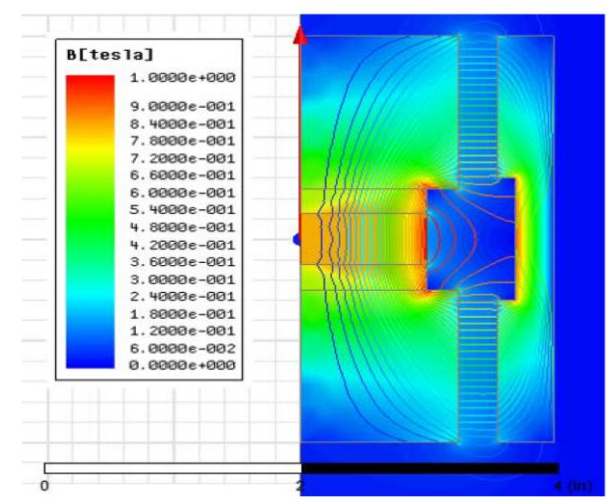 B[tesla]
1.0000e+000
9.0000e-001
8.4000e-001
7.8000e-001
7.2000e-001
6.6000e-001
6.0000e-001
5.4000e-001
4.8000e-001
4.2000e-001
3.6000e-001
3.0000e-001
2.4000e-001
1.8000e-001
1.2000e-001
6.0000e-002
0.0000e+000
0 2 4 (in)